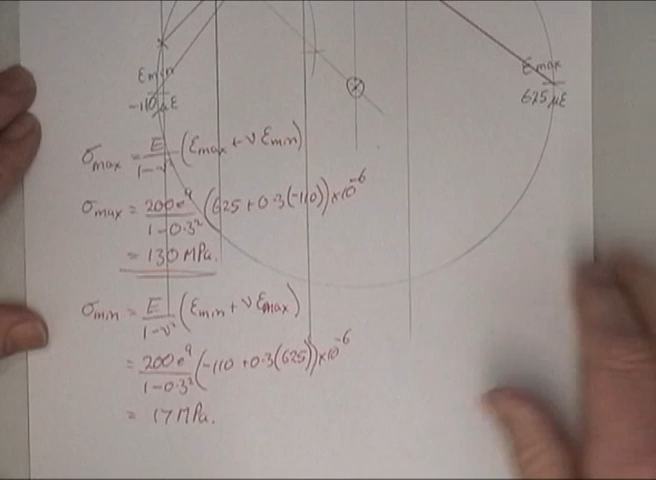 εmin
-110 με
εmax
625 με
σmax = E/(1-ν²) (εmax + ν εmin)
σmax = 200e⁹/(1-0.3²) (625 + 0.3(-110)) × 10⁻⁶
= 130 MPa.
σmin = E/(1-ν²) (εmin + ν εmax)
= 200e⁹/(1-0.3²) (-110 + 0.3(625)) × 10⁻⁶
= 17 MPa.